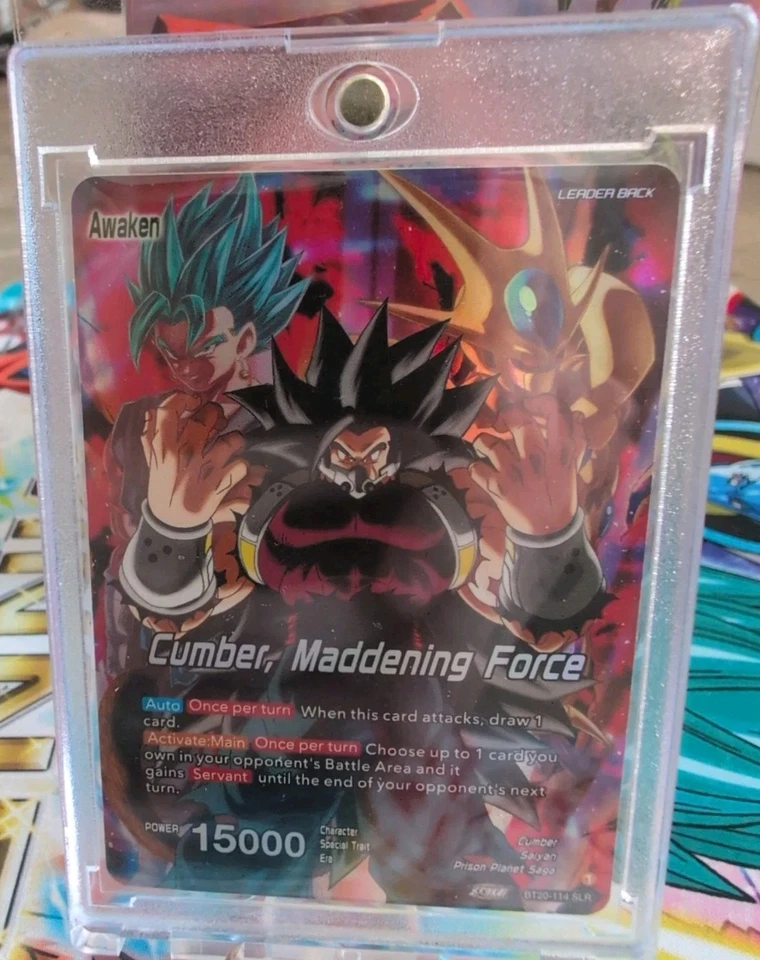 LEADER BACK
Awaken
Cumber, Maddening Force
Auto Once per turn When this card attacks, draw 1
card.
Activate:Main Once per turn Choose up to 1 card you
own in your opponent's Battle Area and it
gains Servant until the end of your opponent's next
turn.
POWER 15000
Character Cumber
Special Trait Saiyan
Era Prison Planet Saga
BT20-114 SLR